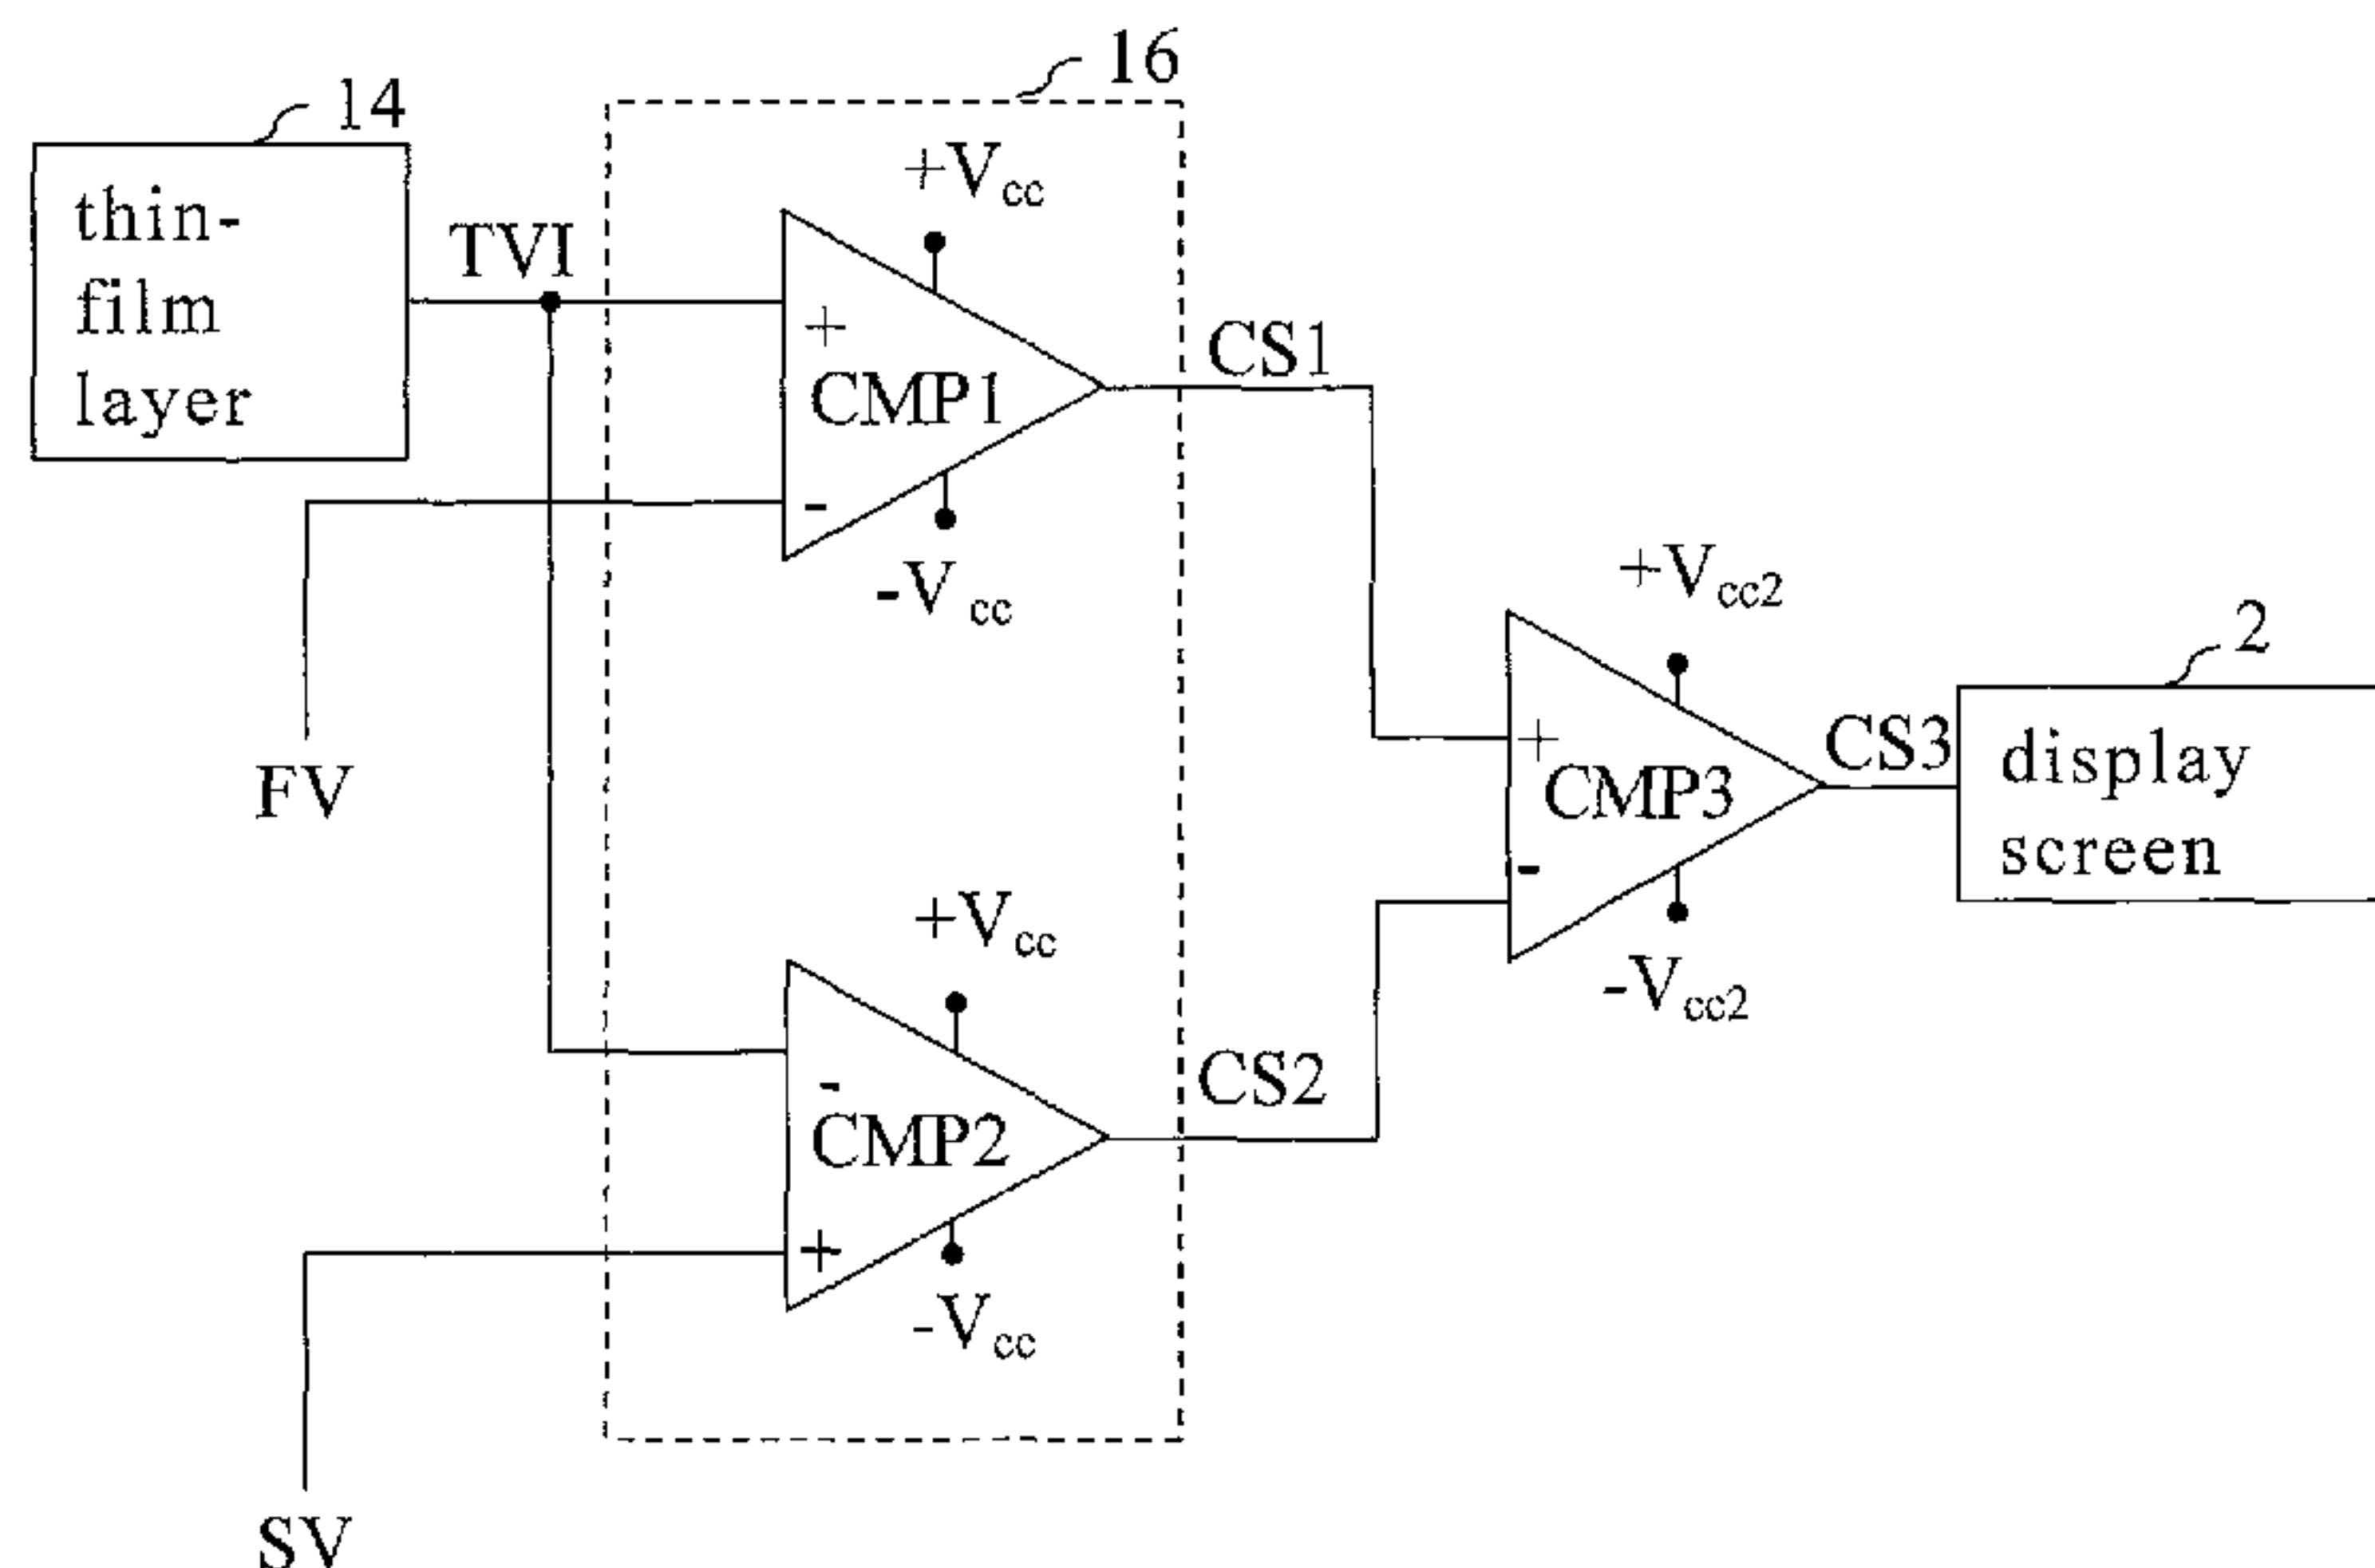 16
14
thin-
film
layer
TVI
+Vcc
+
CMP1
-
-Vcc
CS1
FV
+Vcc2
2
+
CMP3
-
-Vcc2
CS3
display
screen
+Vcc
-
CMP2
+
-Vcc
CS2
SV